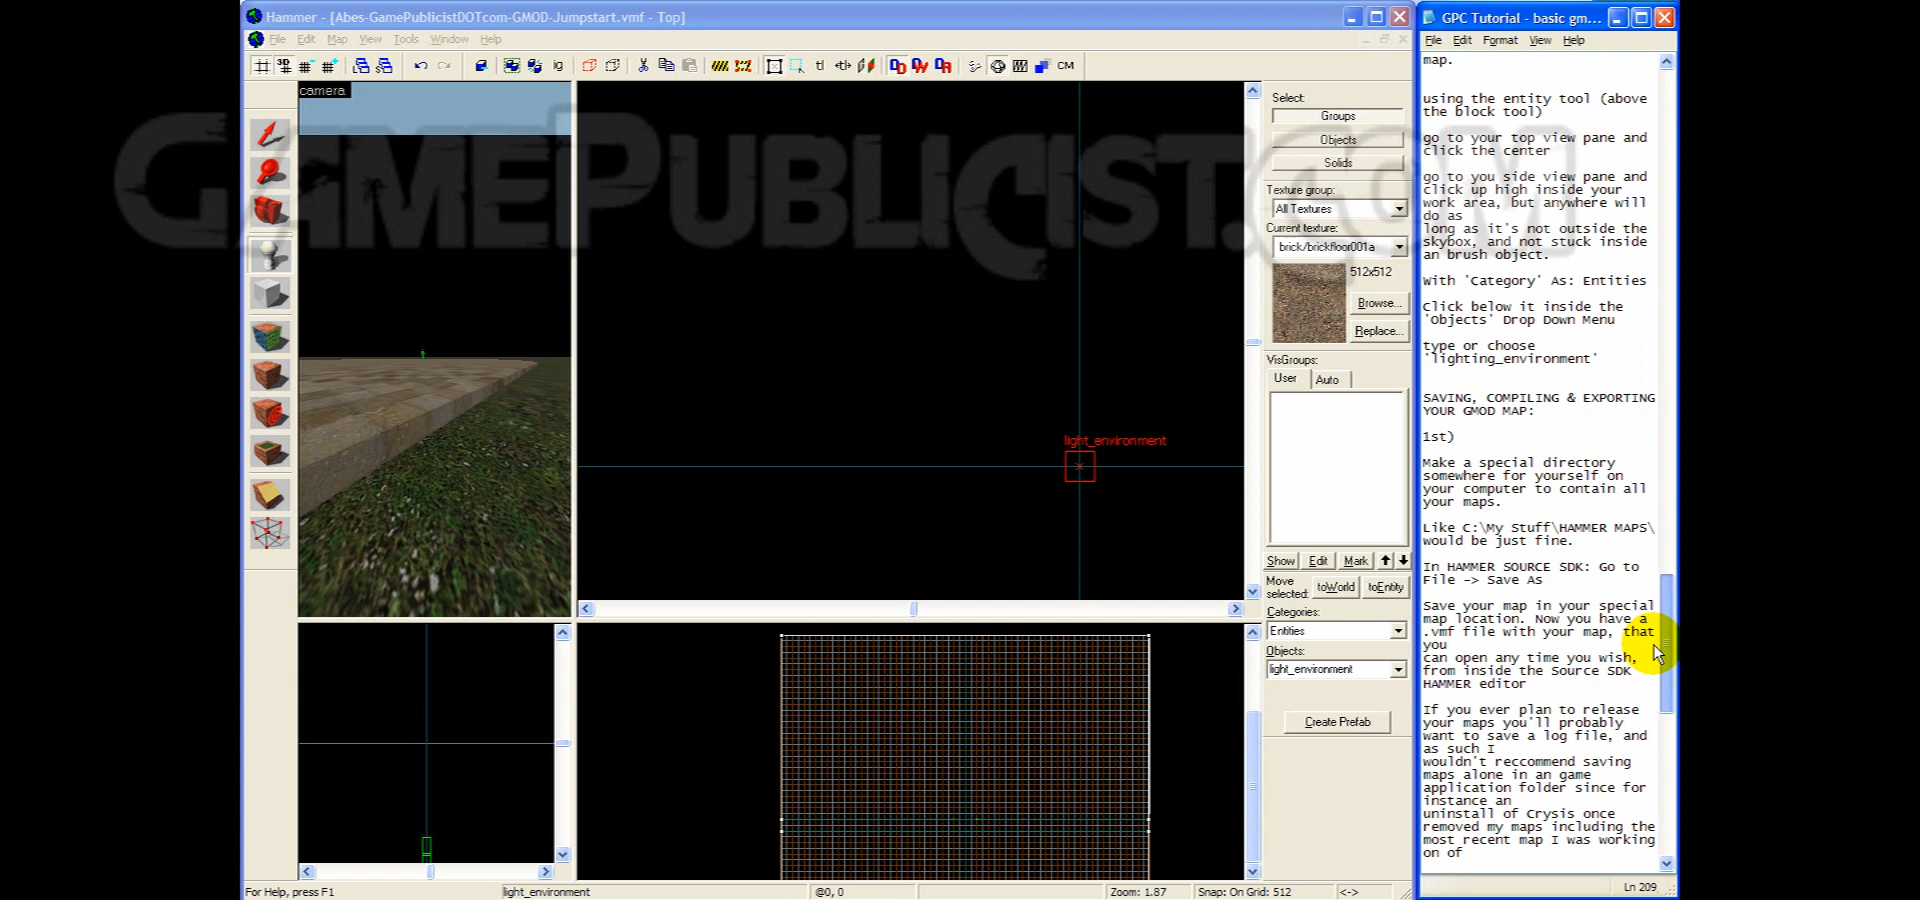 Hammer - [Abes-GamePublicistDOTcom-GMOD-Jumpstart.vmf - Top]
File Edit Map View Tools Window Help
3D
ig
tl
CM
camera
GAMEPUBLICIST.COM
light_environment
Select:
Groups
Objects
Solids
Texture group:
All Textures
Current texture:
brick/brickfloor001a
512x512
Browse...
Replace...
VisGroups:
User Auto
Show Edit Mark
Move selected: toWorld toEntity
Categories:
Entities
Objects:
light_environment
Create Prefab
For Help, press F1
light_environment
@0, 0
Zoom: 1.87
Snap: On Grid: 512
<->
GPC Tutorial - basic gm...
File Edit Format View Help
map.
using the entity tool (above
the block tool)
go to your top view pane and
click the center
go to you side view pane and
click up high inside your
work area, but anywhere will
do as
long as it's not outside the
skybox, and not stuck inside
an brush object.
With 'Category' As: Entities
Click below it inside the
'Objects' Drop Down Menu
type or choose
'lighting_environment'
SAVING, COMPILING & EXPORTING
YOUR GMOD MAP:
1st)
Make a special directory
somewhere for yourself on
your computer to contain all
your maps.
Like C:\My Stuff\HAMMER MAPS\
would be just fine.
In HAMMER SOURCE SDK: Go to
File -> Save As
Save your map in your special
map location. Now you have a
.vmf file with your map, that
you
can open any time you wish,
from inside the Source SDK
HAMMER editor
If you ever plan to release
your maps you'll probably
want to save a log file, and
as such I
wouldn't reccommend saving
maps alone in an game
application folder since for
instance an
uninstall of Crysis once
removed my maps including the
most recent map I was working
on of
Ln 209